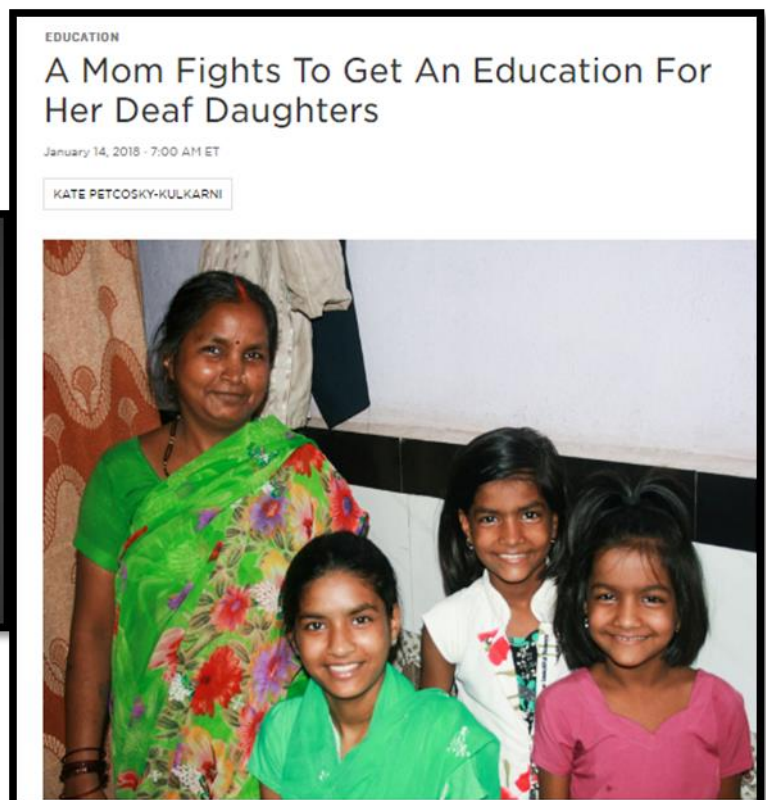 EDUCATION
A Mom Fights To Get An Education For
Her Deaf Daughters
January 14, 2018 · 7:00 AM ET
KATE PETCOSKY-KULKARNI